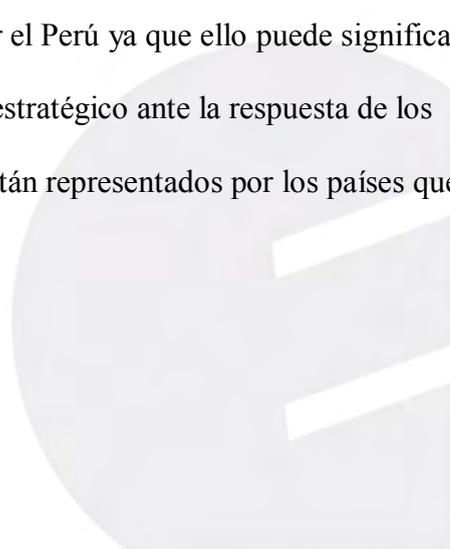 r el Perú ya que ello puede significa
estratégico ante la respuesta de los
tán representados por los países que